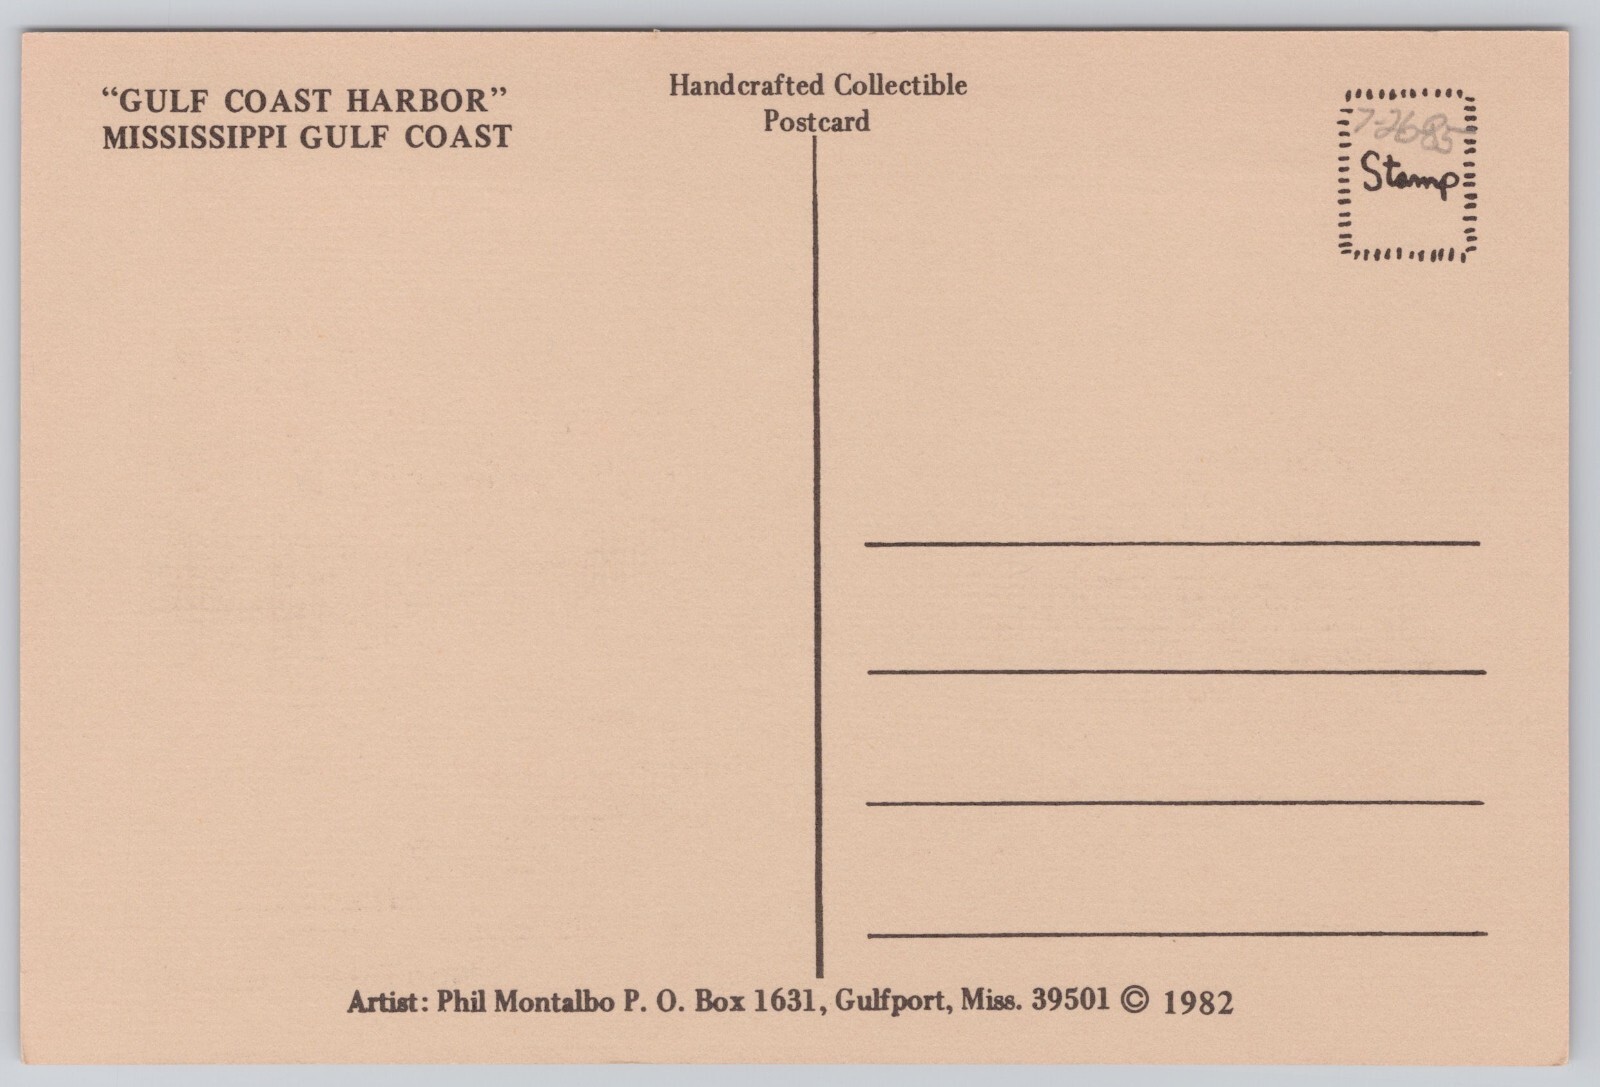 “GULF COAST HARBOR”
MISSISSIPPI GULF COAST
Handcrafted Collectible
Postcard
7-26-85
Stamp
Artist: Phil Montalbo P. O. Box 1631, Gulfport, Miss. 39501 © 1982